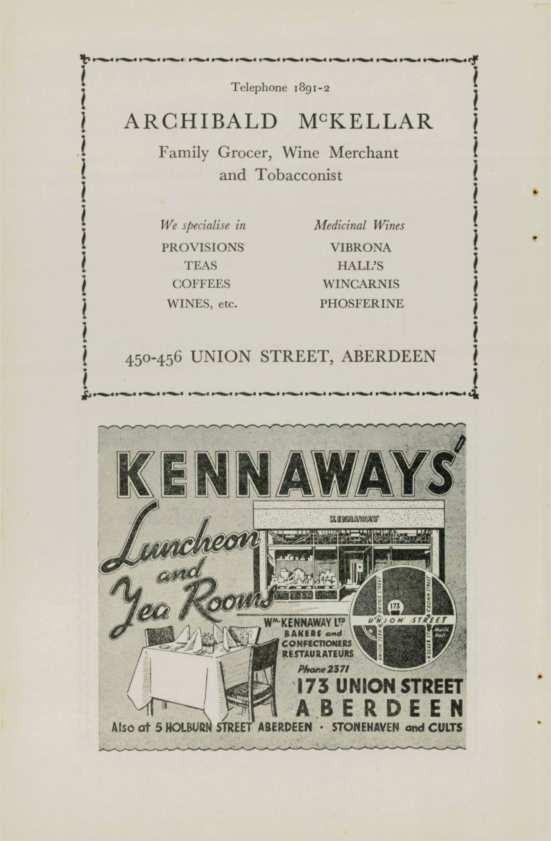 Telephone 1891-2
ARCHIBALD McKELLAR
Family Grocer, Wine Merchant
and Tobacconist
We specialise in
PROVISIONS
TEAS
COFFEES
WINES, etc.
Medicinal Wines
VIBRONA
HALL'S
WINCARNIS
PHOSFERINE
450-456 UNION STREET, ABERDEEN
KENNAWAYS'
Luncheon
and
Tea Rooms
KENNAWAY
173
UNION STREET
Wm. KENNAWAY LTD
BAKERS and
CONFECTIONERS
RESTAURATEURS
Phone 2371
173 UNION STREET
ABERDEEN
Also at 5 HOLBURN STREET ABERDEEN · STONEHAVEN and CULTS